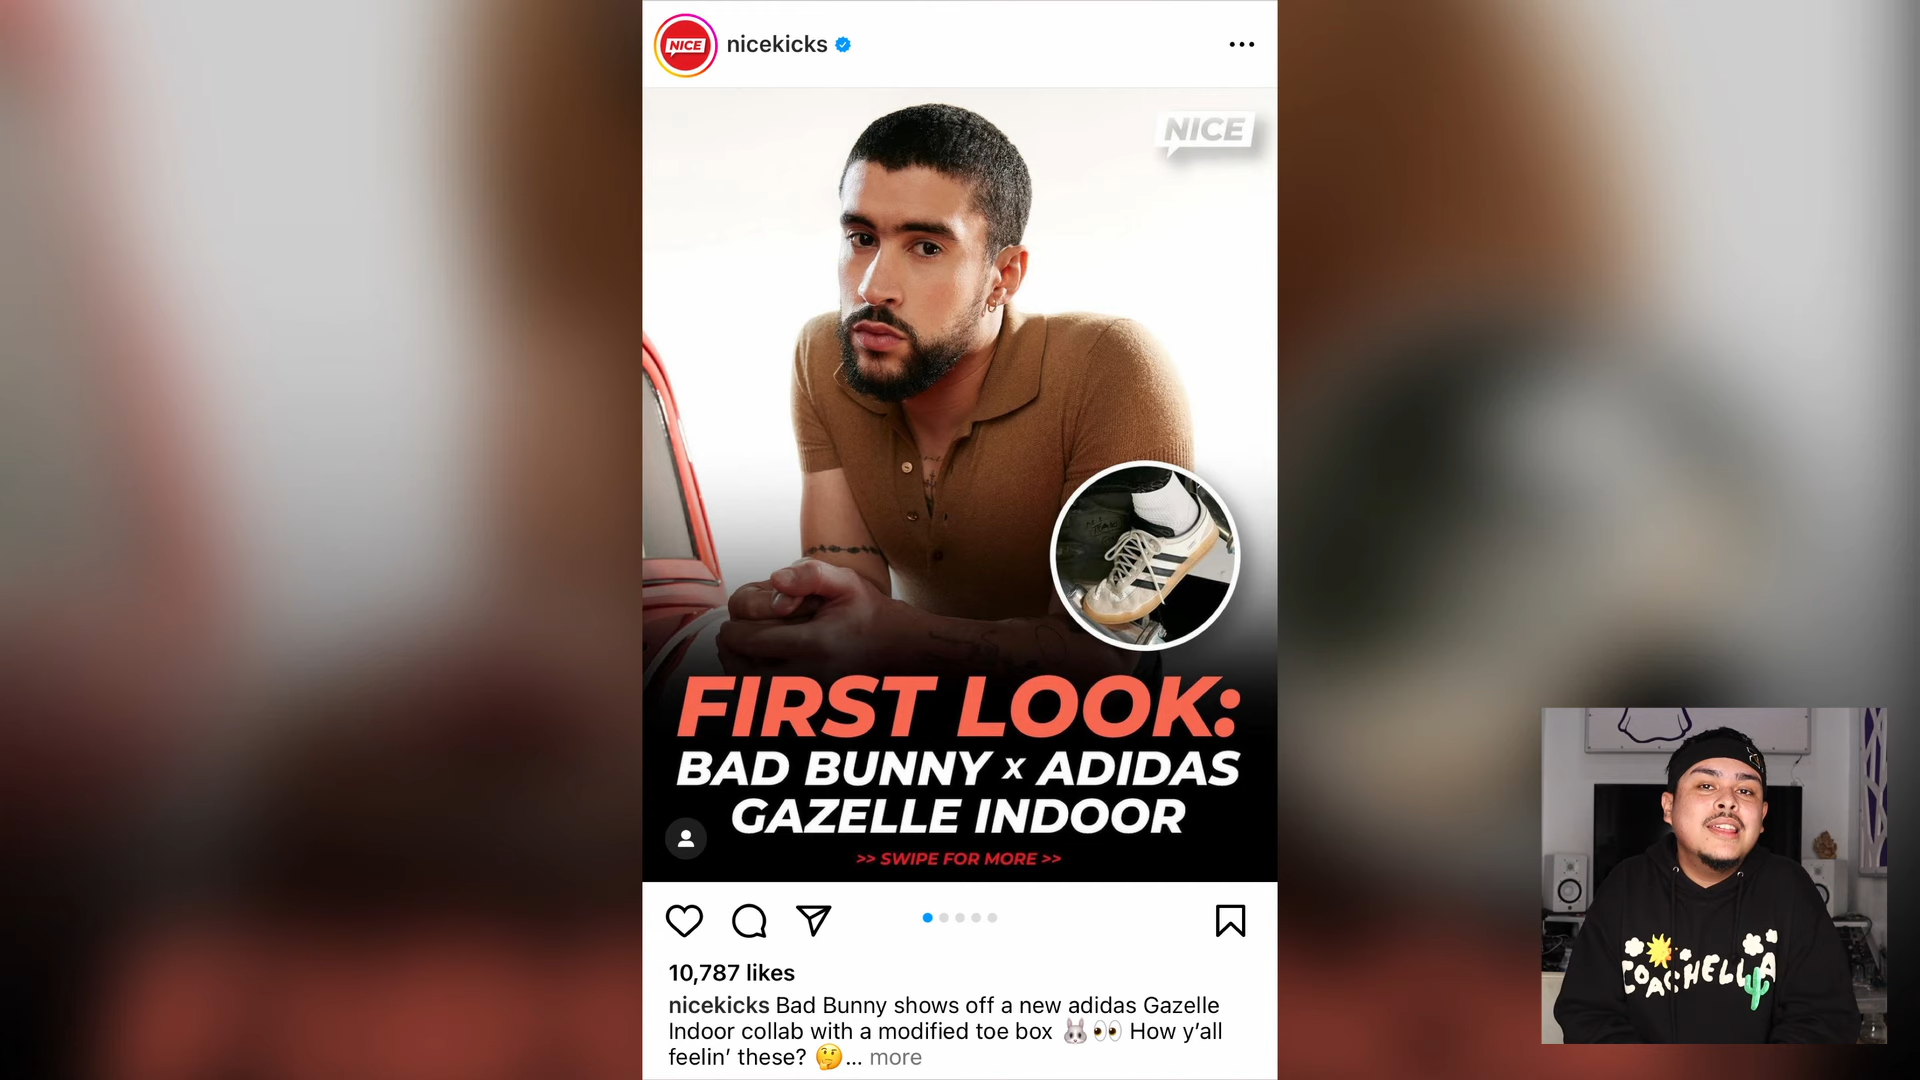 NICE
nicekicks
NICE
FIRST LOOK:
BAD BUNNY x ADIDAS
GAZELLE INDOOR
>> SWIPE FOR MORE >>
10,787 likes
nicekicks Bad Bunny shows off a new adidas Gazelle
Indoor collab with a modified toe box 🐰👀 How y’all
feelin’ these? 🤔... more
COACHELLA